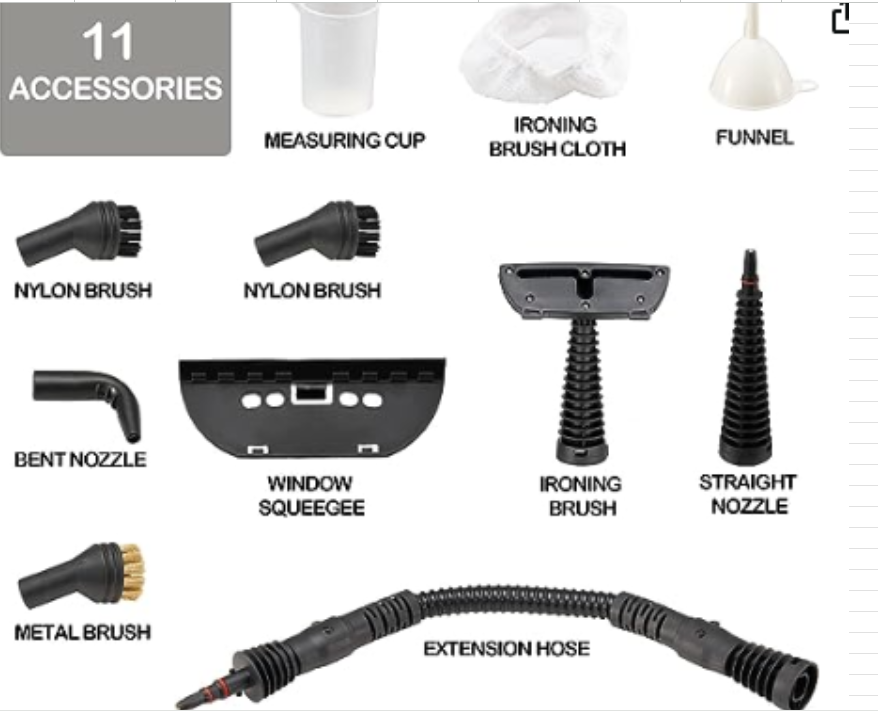 11
ACCESSORIES
MEASURING CUP
IRONING
BRUSH CLOTH
FUNNEL
NYLON BRUSH
NYLON BRUSH
BENT NOZZLE
WINDOW
SQUEEGEE
IRONING
BRUSH
STRAIGHT
NOZZLE
METAL BRUSH
EXTENSION HOSE